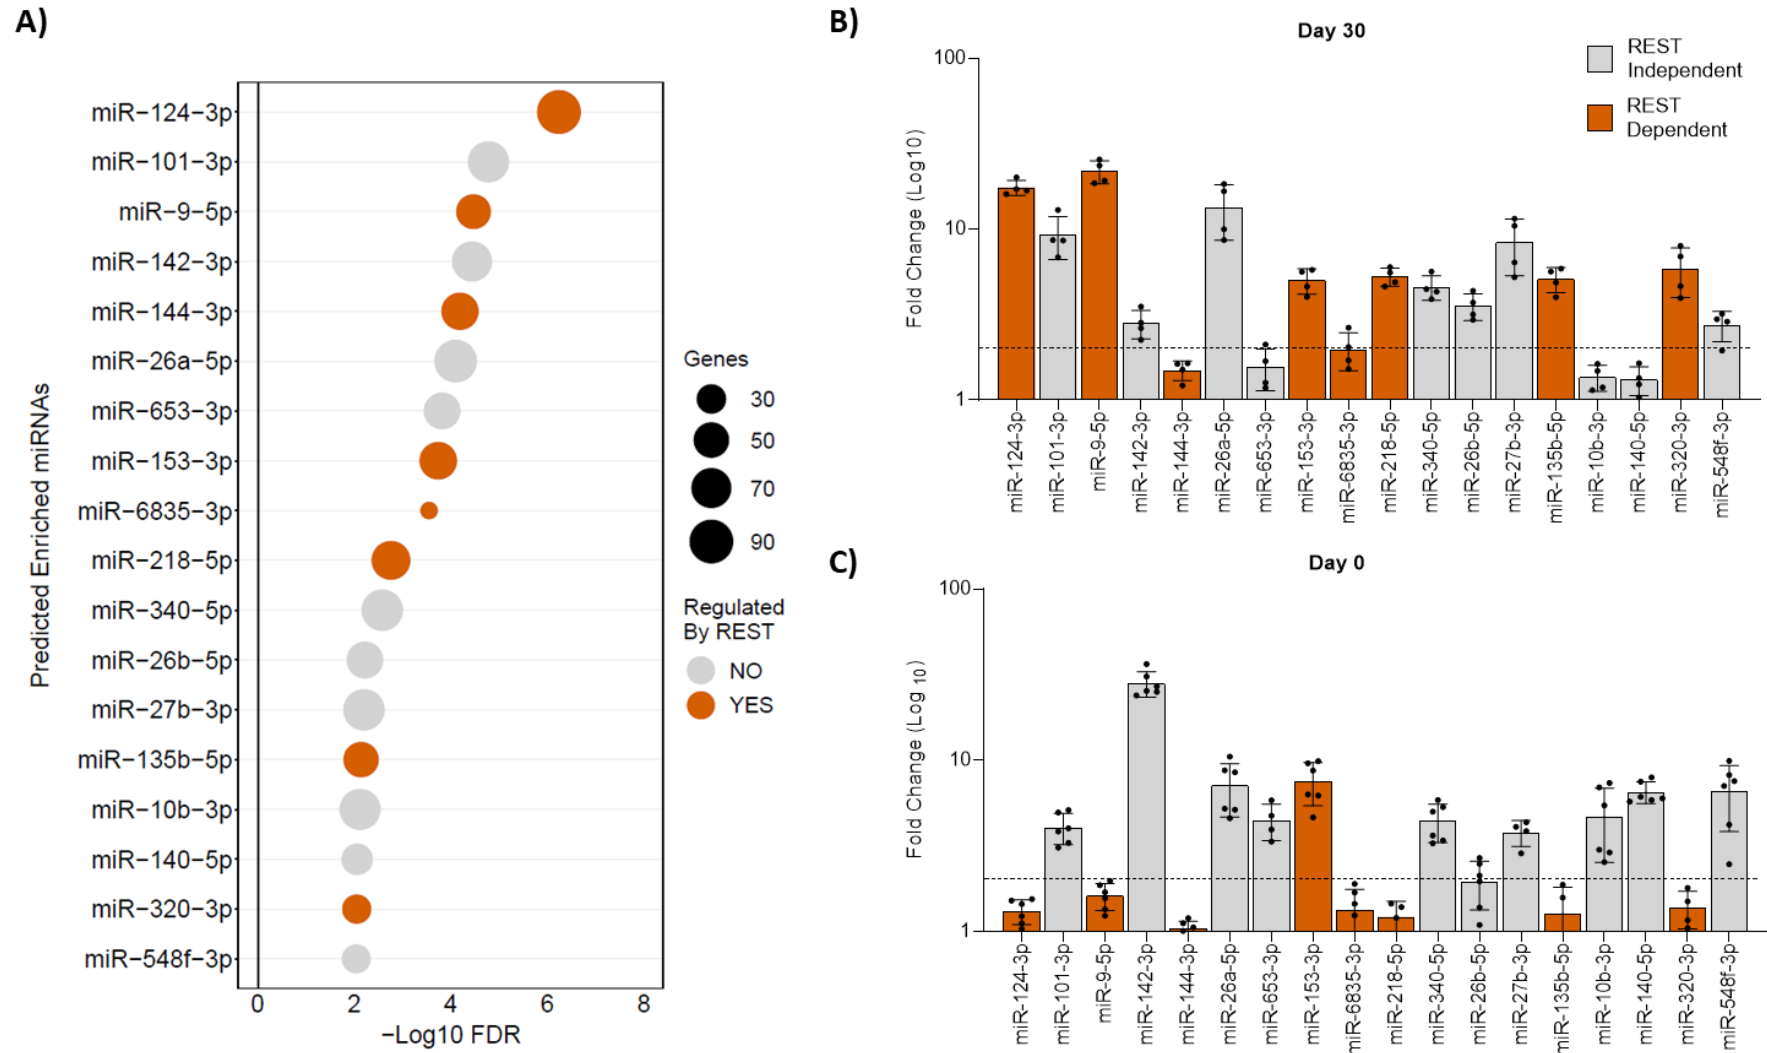 A)
Predicted Enriched miRNAs
miR−124−3p
miR−101−3p
miR−9−5p
miR−142−3p
miR−144−3p
miR−26a−5p
miR−653−3p
miR−153−3p
miR−6835−3p
miR−218−5p
miR−340−5p
miR−26b−5p
miR−27b−3p
miR−135b−5p
miR−10b−3p
miR−140−5p
miR−320−3p
miR−548f−3p
0 2 4 6 8
−Log10 FDR
Genes
30
50
70
90
Regulated
By REST
NO
YES
B)
Day 30
REST
Independent
REST
Dependent
Fold Change (Log10)
100
10
1
miR-124-3p
miR-101-3p
miR-9-5p
miR-142-3p
miR-144-3p
miR-26a-5p
miR-653-3p
miR-153-3p
miR-6835-3p
miR-218-5p
miR-340-5p
miR-26b-5p
miR-27b-3p
miR-135b-5p
miR-10b-3p
miR-140-5p
miR-320-3p
miR-548f-3p
C)
Day 0
Fold Change (Log 10)
100
10
1
miR-124-3p
miR-101-3p
miR-9-5p
miR-142-3p
miR-144-3p
miR-26a-5p
miR-653-3p
miR-153-3p
miR-6835-3p
miR-218-5p
miR-340-5p
miR-26b-5p
miR-27b-3p
miR-135b-5p
miR-10b-3p
miR-140-5p
miR-320-3p
miR-548f-3p